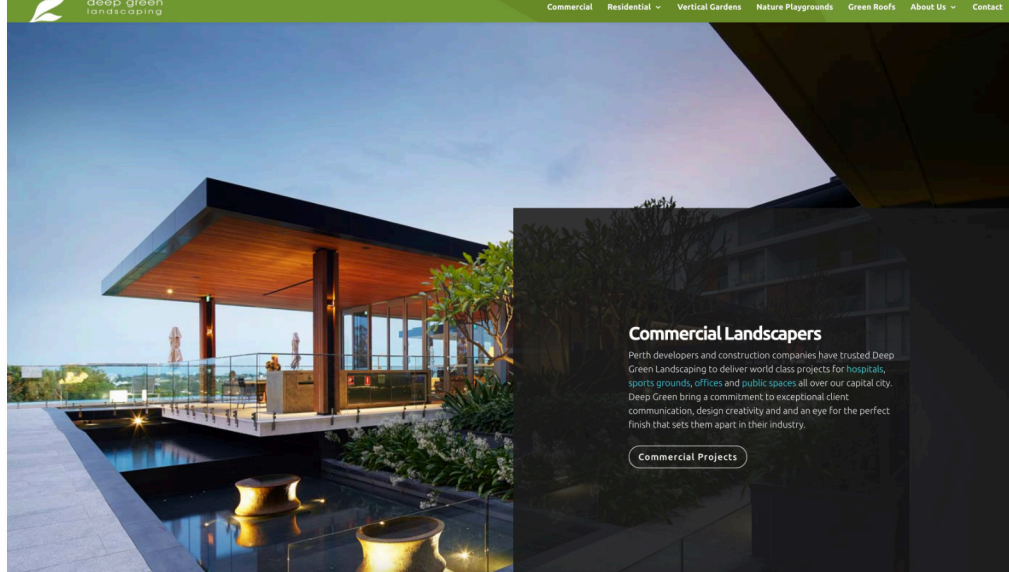 deep green
landscaping
Commercial Residential Vertical Gardens Nature Playgrounds Green Roofs About Us Contact
Commercial Landscapers
Perth developers and construction companies have trusted Deep
Green Landscaping to deliver world class projects for hospitals,
sports grounds, offices and public spaces all over our capital city.
Deep Green bring a commitment to exceptional client
communication, design creativity and and an eye for the perfect
finish that sets them apart in their industry.
Commercial Projects